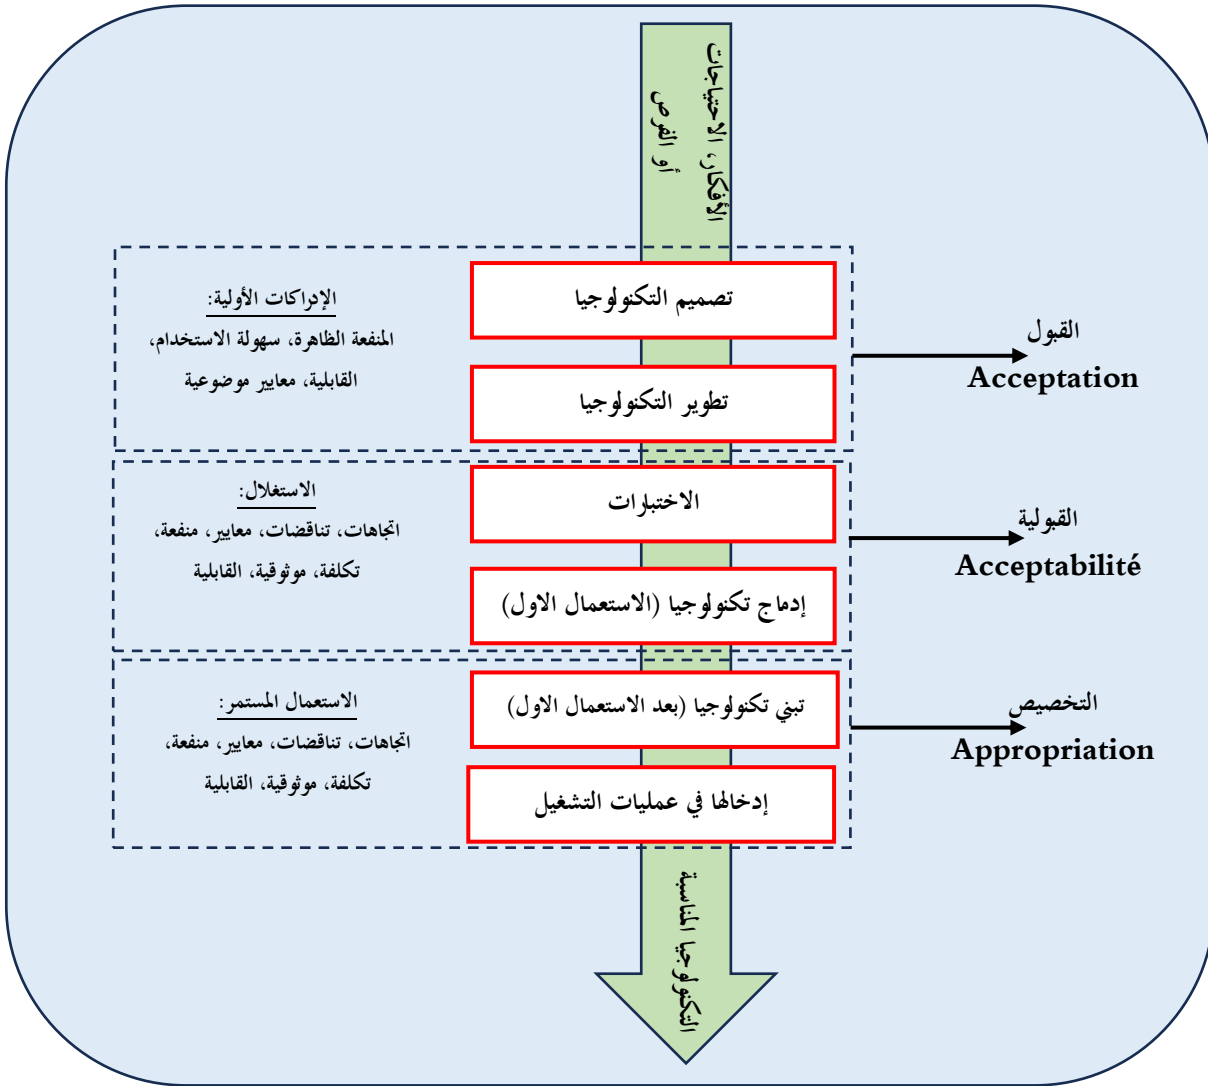 الأفكار، الاحتياجات
أو الفرص
تصميم التكنولوجيا
تطوير التكنولوجيا
الإدراكات الأولية:
المنفعة الظاهرة، سهولة الاستخدام،
القابلية، معايير موضوعية
القبول
Acceptation
الاختبارات
إدماج تكنولوجيا (الاستعمال الاول)
الاستغلال:
اتجاهات، تناقضات، معايير، منفعة،
تكلفة، موثوقية، القابلية
القبولية
Acceptabilité
تبني تكنولوجيا (بعد الاستعمال الاول)
إدخالها في عمليات التشغيل
الاستعمال المستمر:
اتجاهات، تناقضات، معايير، منفعة،
تكلفة، موثوقية، القابلية
التخصيص
Appropriation
التكنولوجيا المناسبة